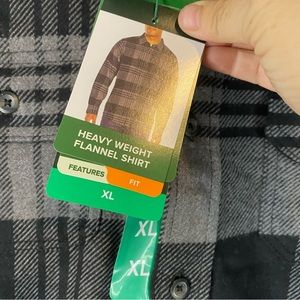 HEAVY WEIGHT
FLANNEL SHIRT
FEATURES FIT
XL
XL
XL